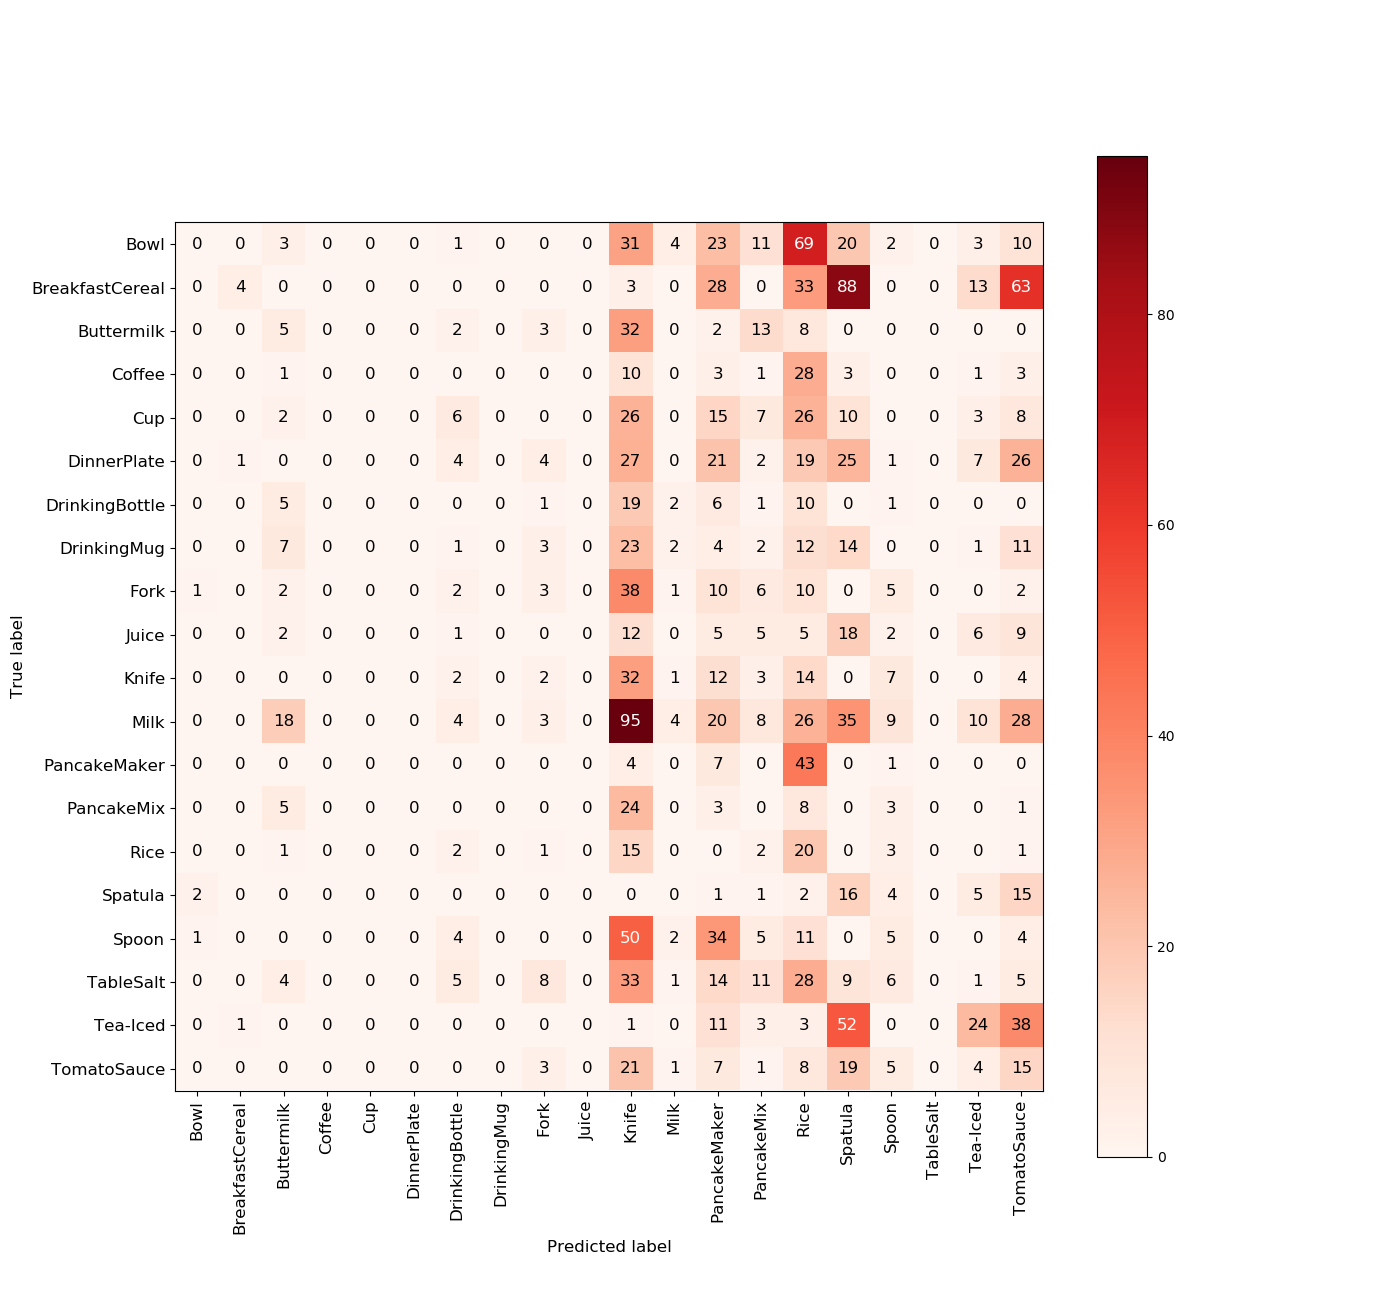 Bowl 0 0 3 0 0 0 1 0 0 0 31 4 23 11 69 20 2 0 3 10
BreakfastCereal 0 4 0 0 0 0 0 0 0 0 3 0 28 0 33 88 0 0 13 63
Buttermilk 0 0 5 0 0 0 2 0 3 0 32 0 2 13 8 0 0 0 0 0
Coffee 0 0 1 0 0 0 0 0 0 0 10 0 3 1 28 3 0 0 1 3
Cup 0 0 2 0 0 0 6 0 0 0 26 0 15 7 26 10 0 0 3 8
DinnerPlate 0 1 0 0 0 0 4 0 4 0 27 0 21 2 19 25 1 0 7 26
DrinkingBottle 0 0 5 0 0 0 0 0 1 0 19 2 6 1 10 0 1 0 0 0
DrinkingMug 0 0 7 0 0 0 1 0 3 0 23 2 4 2 12 14 0 0 1 11
Fork 1 0 2 0 0 0 2 0 3 0 38 1 10 6 10 0 5 0 0 2
Juice 0 0 2 0 0 0 1 0 0 0 12 0 5 5 5 18 2 0 6 9
Knife 0 0 0 0 0 0 2 0 2 0 32 1 12 3 14 0 7 0 0 4
Milk 0 0 18 0 0 0 4 0 3 0 95 4 20 8 26 35 9 0 10 28
PancakeMaker 0 0 0 0 0 0 0 0 0 0 4 0 7 0 43 0 1 0 0 0
PancakeMix 0 0 5 0 0 0 0 0 0 0 24 0 3 0 8 0 3 0 0 1
Rice 0 0 1 0 0 0 2 0 1 0 15 0 0 2 20 0 3 0 0 1
Spatula 2 0 0 0 0 0 0 0 0 0 0 0 1 1 2 16 4 0 5 15
Spoon 1 0 0 0 0 0 4 0 0 0 50 2 34 5 11 0 5 0 0 4
TableSalt 0 0 4 0 0 0 5 0 8 0 33 1 14 11 28 9 6 0 1 5
Tea-Iced 0 1 0 0 0 0 0 0 0 0 1 0 11 3 3 52 0 0 24 38
TomatoSauce 0 0 0 0 0 0 0 0 3 0 21 1 7 1 8 19 5 0 4 15
True label
Bowl
BreakfastCereal
Buttermilk
Coffee
Cup
DinnerPlate
DrinkingBottle
DrinkingMug
Fork
Juice
Knife
Milk
PancakeMaker
PancakeMix
Rice
Spatula
Spoon
TableSalt
Tea-Iced
TomatoSauce
Predicted label
80
60
40
20
0